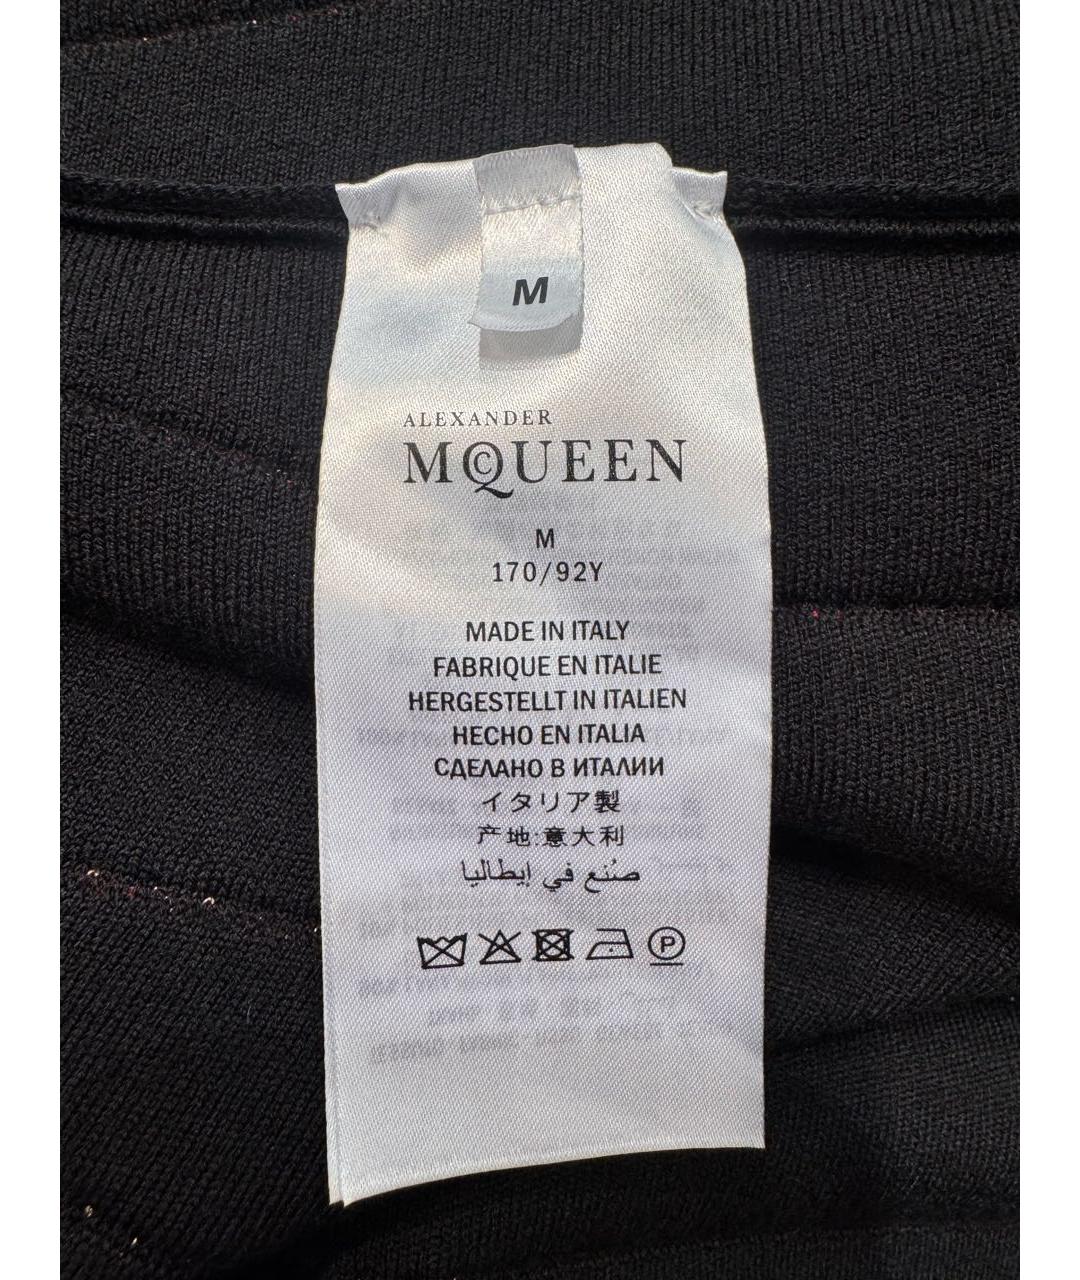 M
ALEXANDER
MCQUEEN
M
170/92Y
MADE IN ITALY
FABRIQUE EN ITALIE
HERGESTELLT IN ITALIEN
HECHO EN ITALIA
СДЕЛАНО В ИТАЛИИ
イタリア製
产地:意大利
صُنع في إيطاليا
P